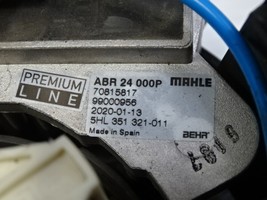 PREMIUM
LINE
ABR 24 000P MAHLE
70815817
99000956
2020-01-13
5HL 351 321-011
Made in Spain BEHR